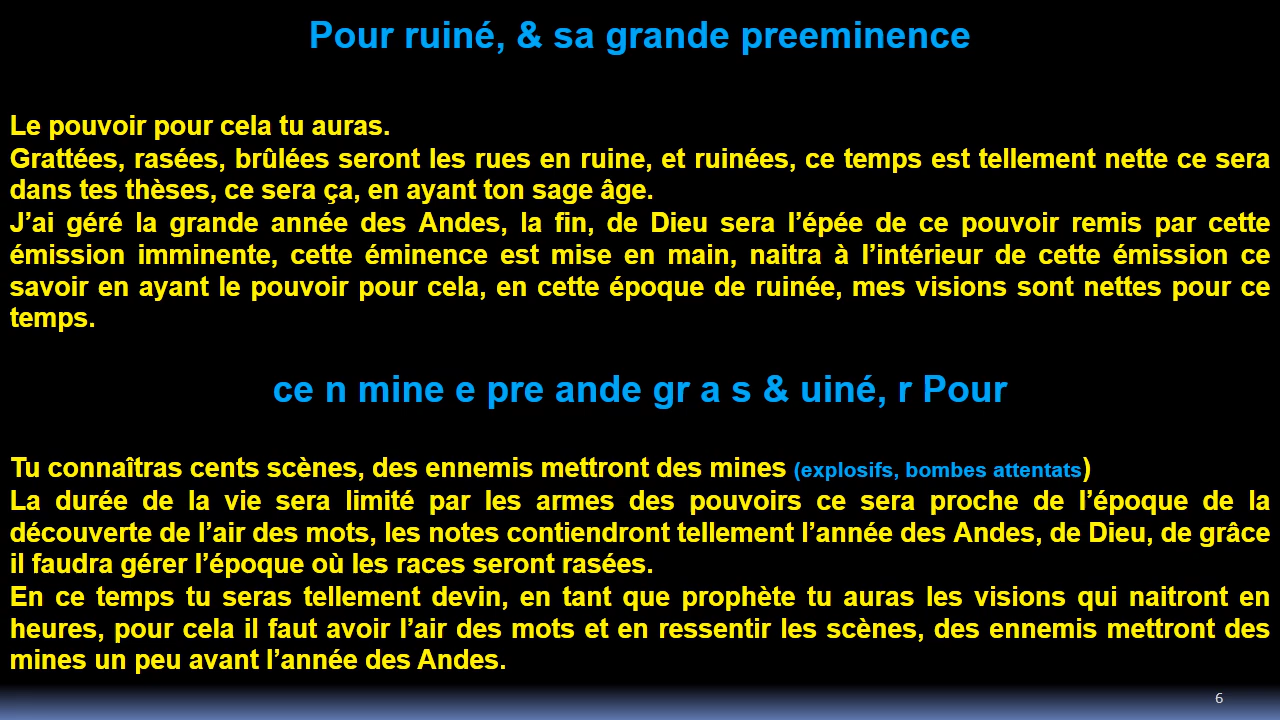 Pour ruiné, & sa grande preeminence
Le pouvoir pour cela tu auras.
Grattées, rasées, brûlées seront les rues en ruine, et ruinées, ce temps est tellement nette ce sera
dans tes thèses, ce sera ça, en ayant ton sage âge.
J’ai géré la grande année des Andes, la fin, de Dieu sera l’épée de ce pouvoir remis par cette
émission imminente, cette éminence est mise en main, naitra à l’intérieur de cette émission ce
savoir en ayant le pouvoir pour cela, en cette époque de ruinée, mes visions sont nettes pour ce
temps.
ce n mine e pre ande gr a s & uiné, r Pour
Tu connaîtras cents scènes, des ennemis mettront des mines (explosifs, bombes attentats)
La durée de la vie sera limité par les armes des pouvoirs ce sera proche de l’époque de la
découverte de l’air des mots, les notes contiendront tellement l’année des Andes, de Dieu, de grâce
il faudra gérer l’époque où les races seront rasées.
En ce temps tu seras tellement devin, en tant que prophète tu auras les visions qui naitront en
heures, pour cela il faut avoir l’air des mots et en ressentir les scènes, des ennemis mettront des
mines un peu avant l’année des Andes.
6